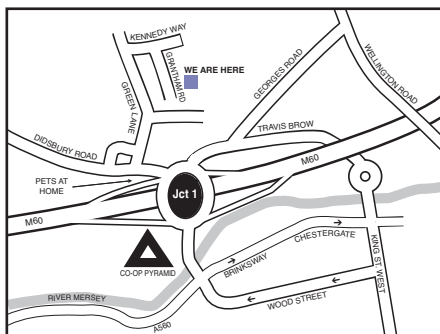 KENNEDY WAY
GRANTHAM RD
WE ARE HERE
GREEN LANE
GEORGES ROAD
WELLINGTON ROAD
TRAVIS BROW
DIDSBURY ROAD
M60
PETS AT
HOME
Jct 1
M60
CHESTERGATE
KING ST. WEST
CO-OP PYRAMID
BRINKSWAY
RIVER MERSEY
WOOD STREET
A560